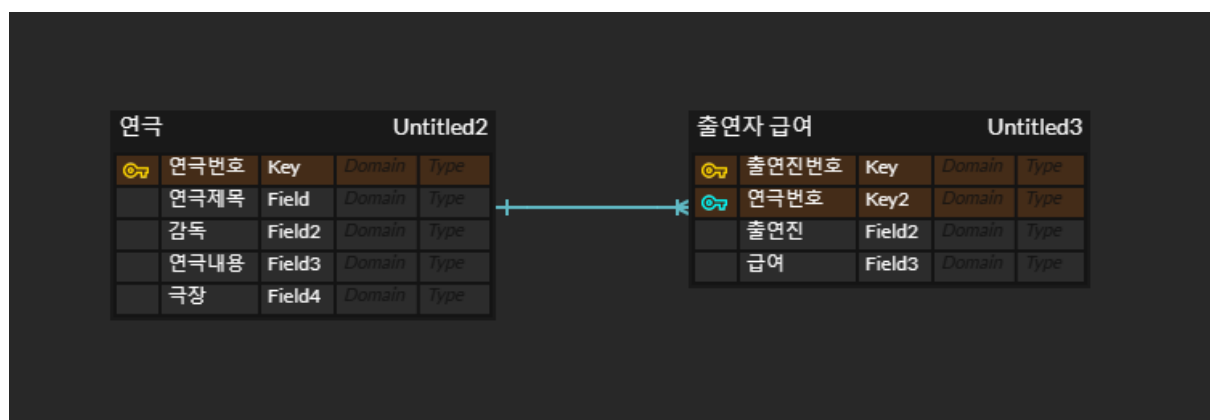 연극 Untitled2
연극번호 Key Domain Type
연극제목 Field Domain Type
감독 Field2 Domain Type
연극내용 Field3 Domain Type
극장 Field4 Domain Type
출연자 급여 Untitled3
출연진번호 Key Domain Type
연극번호 Key2 Domain Type
출연진 Field2 Domain Type
급여 Field3 Domain Type